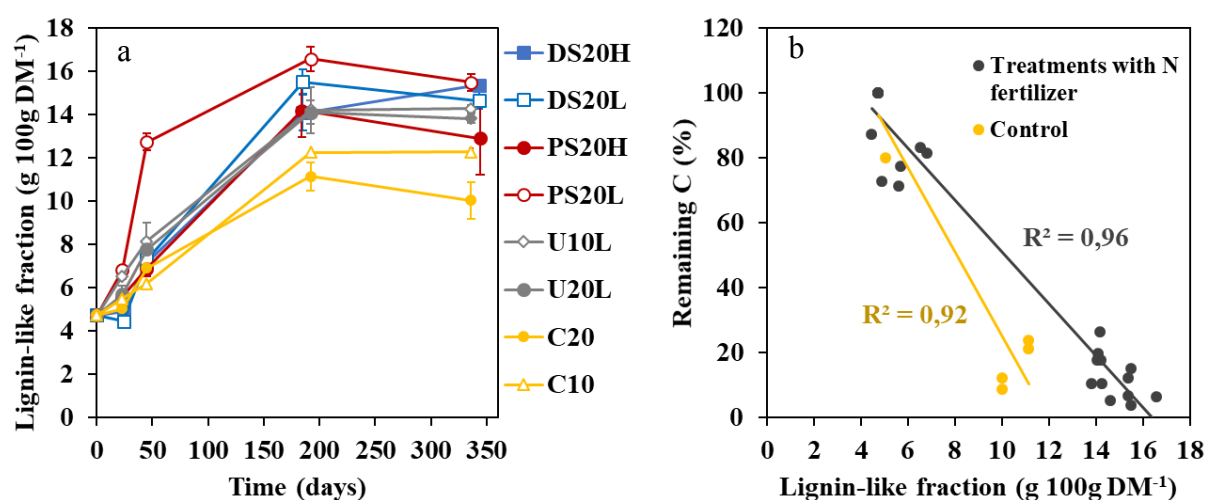 a
Lignin-like fraction (g 100g DM⁻¹)
18
16
14
12
10
8
6
4
2
0
0 50 100 150 200 250 300 350
Time (days)
DS20H
DS20L
PS20H
PS20L
U10L
U20L
C20
C10
b
Remaining C (%)
120
100
80
60
40
20
0
0 2 4 6 8 10 12 14 16 18
Lignin-like fraction (g 100g DM⁻¹)
Treatments with N
fertilizer
Control
R² = 0,96
R² = 0,92